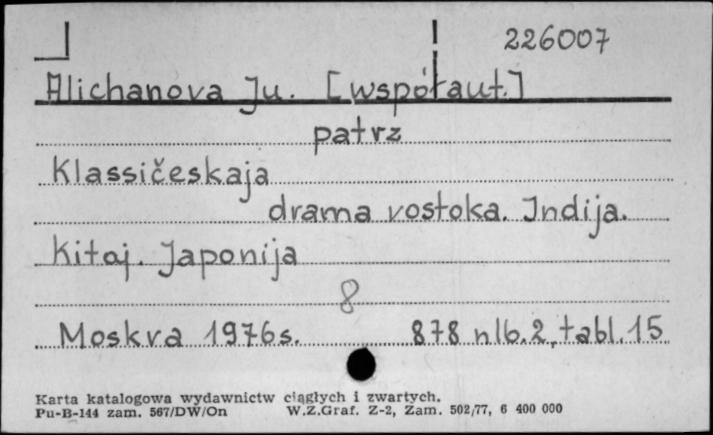 226007
Alichanova Ju. [współaut.]
patrz
Klassičeskaja
drama vostoka. Indija.
Kitaj. Japonija
8
Moskva 1976 s. 878 nlb. 2, tabl. 15
Karta katalogowa wydawnictw ciągłych i zwartych.
Pu-B-144 zam. 567/DW/On W.Z.Graf. Z-2, Zam. 502/77, 6 400 000